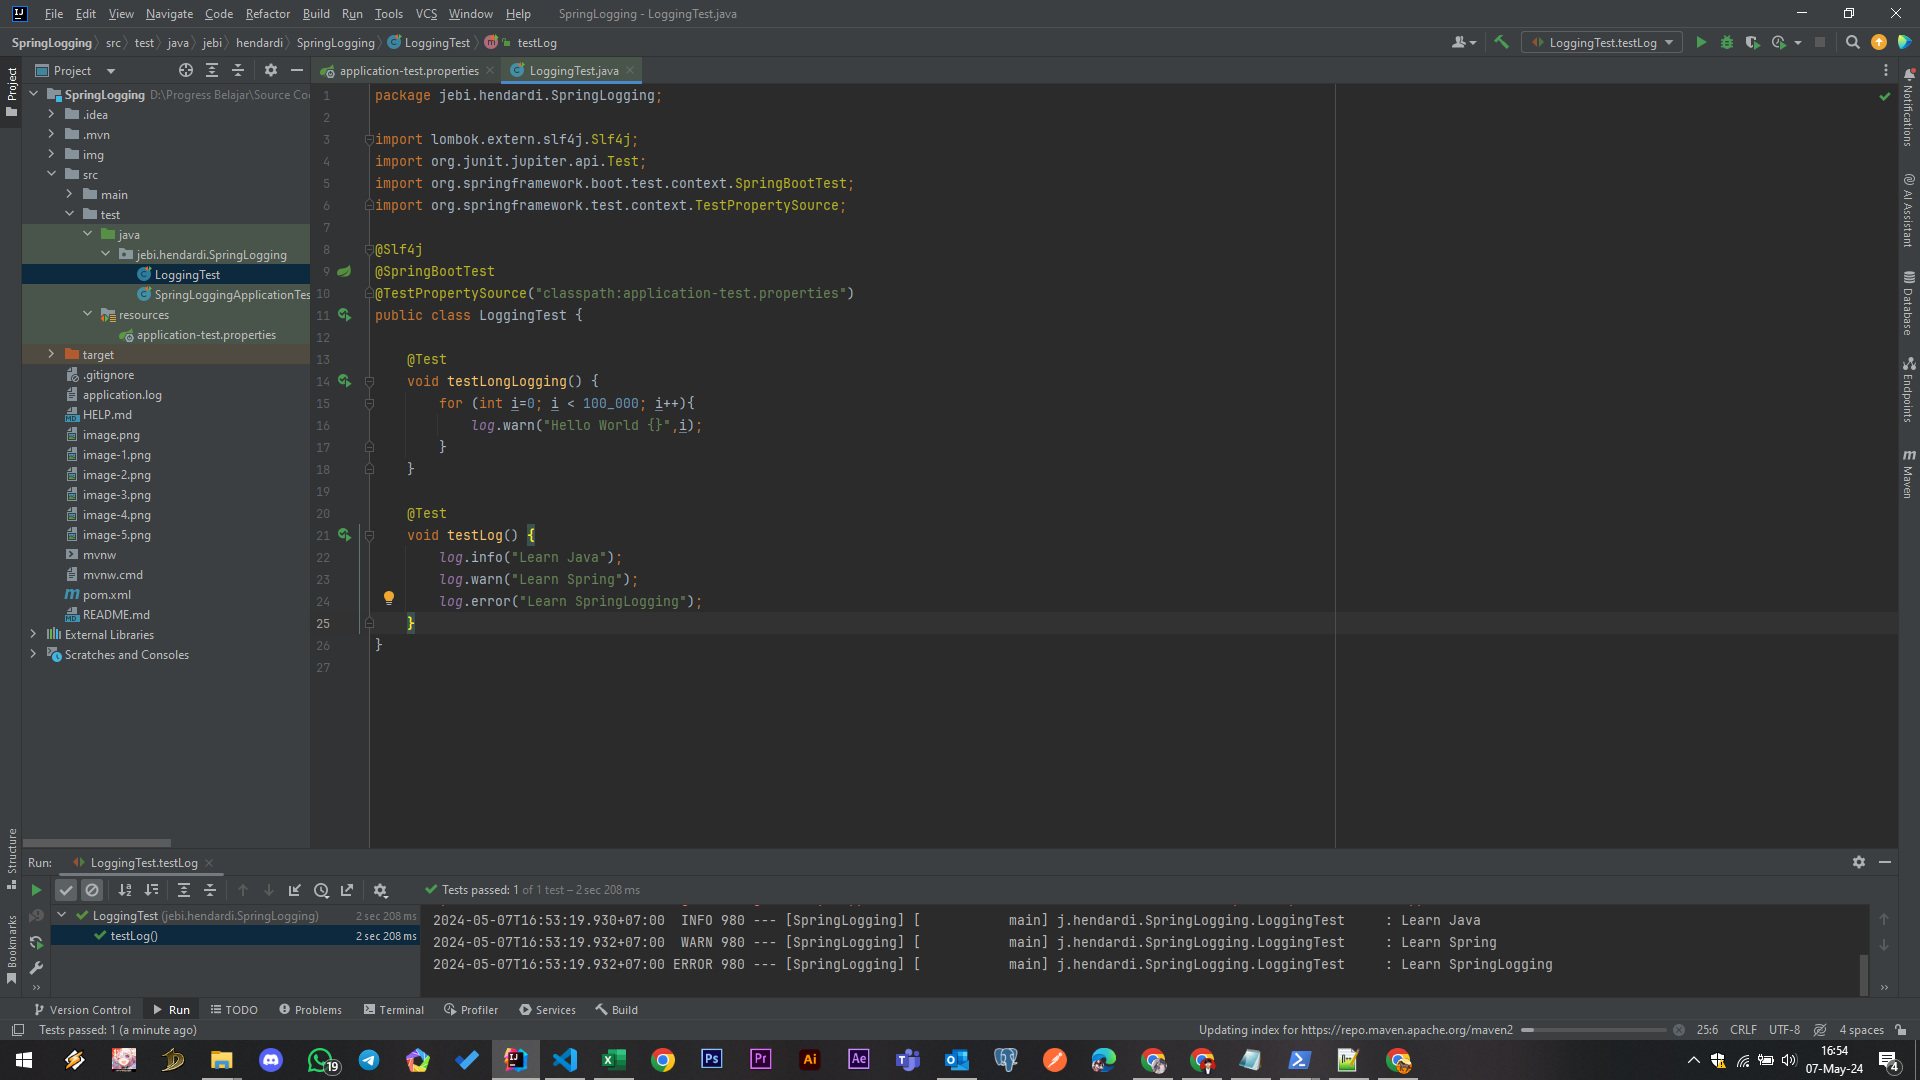 File Edit View Navigate Code Refactor Build Run Tools VCS Window Help SpringLogging - LoggingTest.java
SpringLogging src test java jebi hendardi SpringLogging LoggingTest testLog
LoggingTest.testLog
Project
application-test.properties
LoggingTest.java
Project
SpringLogging D:\Progress Belajar\Source Co
.idea
.mvn
img
src
main
test
java
jebi.hendardi.SpringLogging
LoggingTest
SpringLoggingApplicationTes
resources
application-test.properties
target
.gitignore
application.log
HELP.md
image.png
image-1.png
image-2.png
image-3.png
image-4.png
image-5.png
mvnw
mvnw.cmd
pom.xml
README.md
External Libraries
Scratches and Consoles
Structure
Bookmarks
1 package jebi.hendardi.SpringLogging;
2
3 import lombok.extern.slf4j.Slf4j;
4 import org.junit.jupiter.api.Test;
5 import org.springframework.boot.test.context.SpringBootTest;
6 import org.springframework.test.context.TestPropertySource;
7
8 @Slf4j
9 @SpringBootTest
10 @TestPropertySource("classpath:application-test.properties")
11 public class LoggingTest {
12
13 @Test
14 void testLongLogging() {
15 for (int i=0; i < 100_000; i++){
16 log.warn("Hello World {}",i);
17 }
18 }
19
20 @Test
21 void testLog() {
22 log.info("Learn Java");
23 log.warn("Learn Spring");
24 log.error("Learn SpringLogging");
25 }
26 }
27
Notifications
AI Assistant
Database
Endpoints
Maven
Run: LoggingTest.testLog
Tests passed: 1 of 1 test – 2 sec 208 ms
LoggingTest (jebi.hendardi.SpringLogging) 2 sec 208 ms
testLog() 2 sec 208 ms
2024-05-07T16:53:19.930+07:00 INFO 980 --- [SpringLogging] [ main] j.hendardi.SpringLogging.LoggingTest : Learn Java
2024-05-07T16:53:19.932+07:00 WARN 980 --- [SpringLogging] [ main] j.hendardi.SpringLogging.LoggingTest : Learn Spring
2024-05-07T16:53:19.932+07:00 ERROR 980 --- [SpringLogging] [ main] j.hendardi.SpringLogging.LoggingTest : Learn SpringLogging
Version Control Run TODO Problems Terminal Profiler Services Build
Tests passed: 1 (a minute ago)
Updating index for https://repo.maven.apache.org/maven2 25:6 CRLF UTF-8 4 spaces
19
Ps
Pr
Ai
Ae
16:54
07-May-24
4